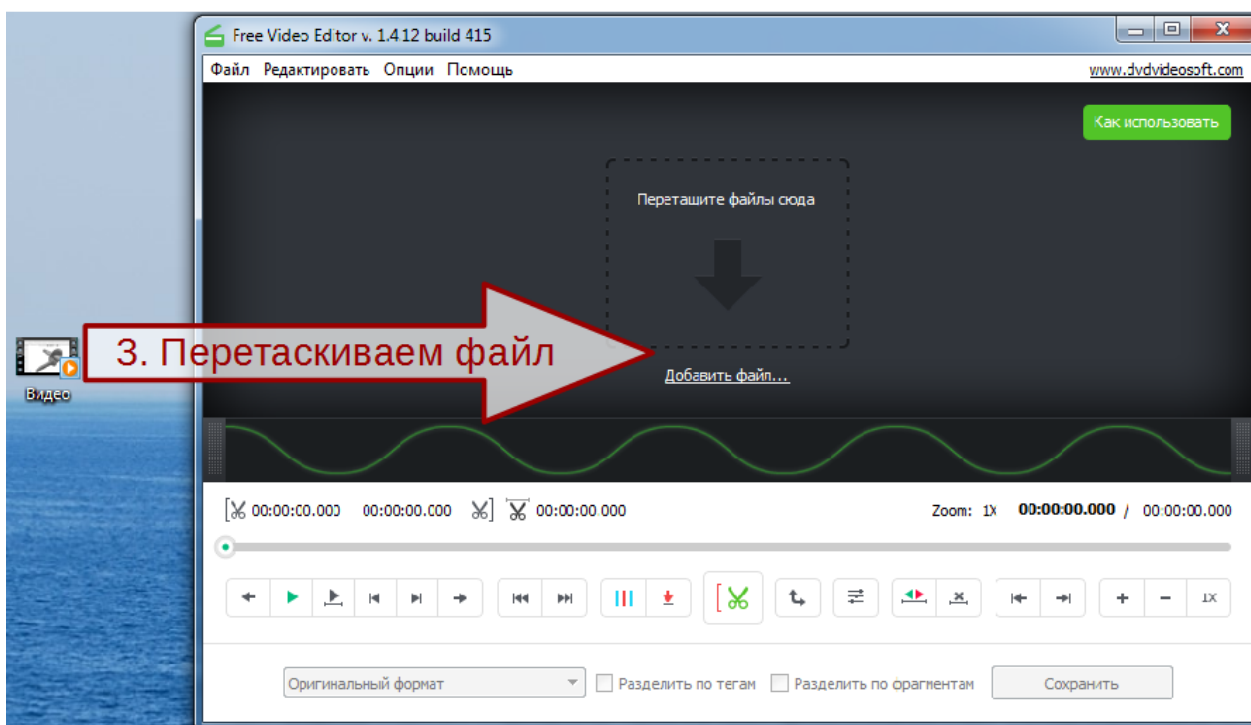 Free Video Editor v. 1.4.12 build 415
Файл Редактировать Опции Помощь www.dvdvideosoft.com
Как использовать
Перетащите файлы сюда
3. Перетаскиваем файл
Добавить файл...
Видео
00:00:00.000 00:00:00.000 00:00:00.000 Zoom: 1X 00:00:00.000 / 00:00:00.000
1X
Оригинальный формат Разделить по тегам Разделить по фрагментам Сохранить